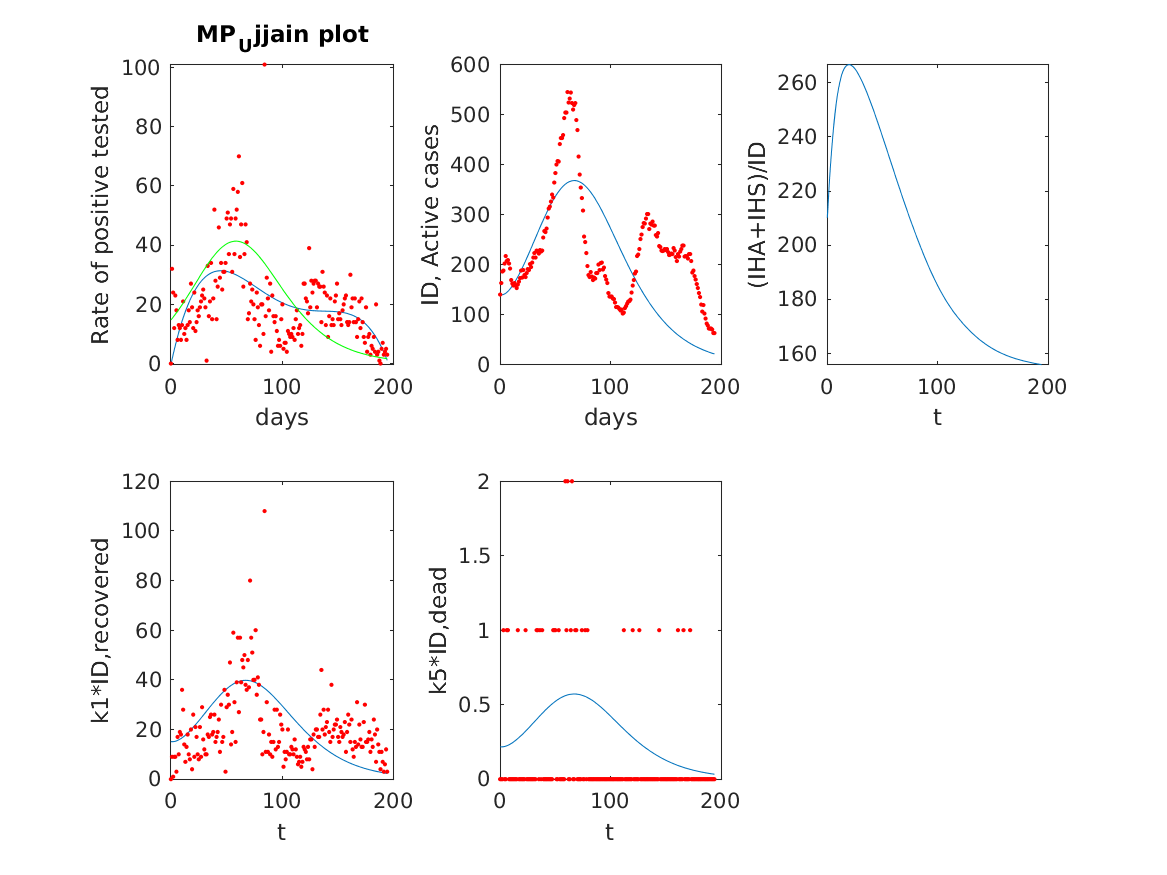 MP_Ujjain plot
Rate of positive tested
100
80
60
40
20
0
0 100 200
days
ID, Active cases
600
500
400
300
200
100
0
0 100 200
days
(IHA+IHS)/ID
260
240
220
200
180
160
0 100 200
t
k1*ID,recovered
120
100
80
60
40
20
0
0 100 200
t
k5*ID,dead
2
1.5
1
0.5
0
0 100 200
t